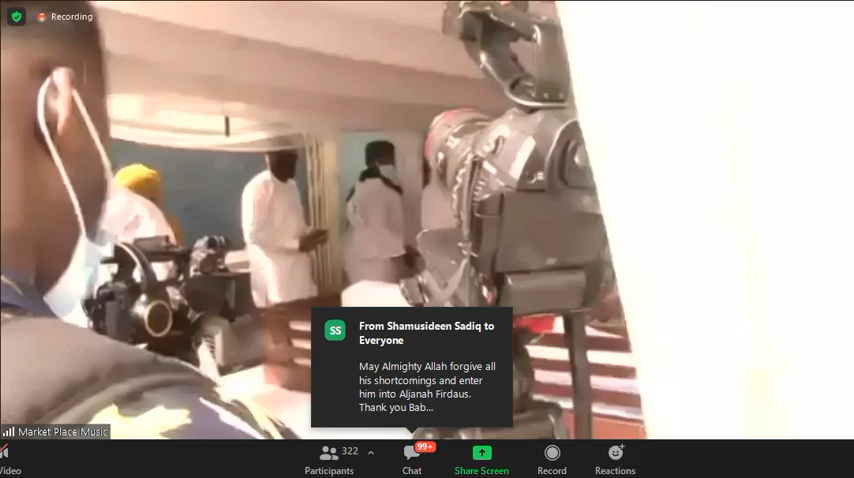 Recording
SS
From Shamusideen Sadiq to
Everyone
May Almighty Allah forgive all
his shortcomings and enter
him into Aljanah Firdaus.
Thank you Bab...
Market Place Music
322
99+
Video
Participants
Chat
Share Screen
Record
Reactions